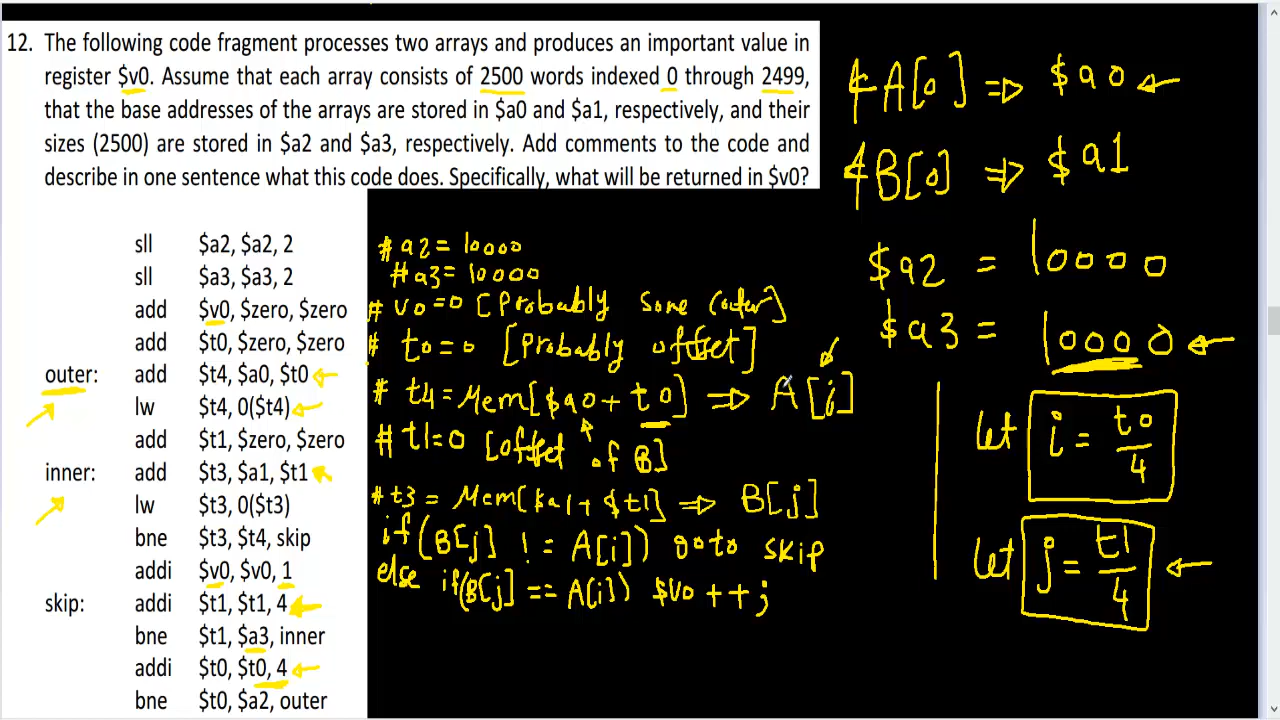 12. The following code fragment processes two arrays and produces an important value in
register $v0. Assume that each array consists of 2500 words indexed 0 through 2499,
that the base addresses of the arrays are stored in $a0 and $a1, respectively, and their
sizes (2500) are stored in $a2 and $a3, respectively. Add comments to the code and
describe in one sentence what this code does. Specifically, what will be returned in $v0?
sll $a2, $a2, 2
sll $a3, $a3, 2
add $v0, $zero, $zero
add $t0, $zero, $zero
outer: add $t4, $a0, $t0
lw $t4, 0($t4)
add $t1, $zero, $zero
inner: add $t3, $a1, $t1
lw $t3, 0($t3)
bne $t3, $t4, skip
addi $v0, $v0, 1
skip: addi $t1, $t1, 4
bne $t1, $a3, inner
addi $t0, $t0, 4
bne $t0, $a2, outer
# a2 = 10000
# a3 = 10000
# v0 = 0 [Probably some
# t0 = 0 [Probably offset]
# t4 = Mem[$a0 + t0] => A[i]
# t1 = 0 [offset of B]
# t3 = Mem[$a1 + $t1] => B[j]
if (B[j] != A[i]) goto skip
else if (B[j] == A[i]) $v0 ++ ;
A[0] => $a0
B[0] => $a1
$a2 = 10000
$a3 = 10000
let i = t0/4
let j = t1/4